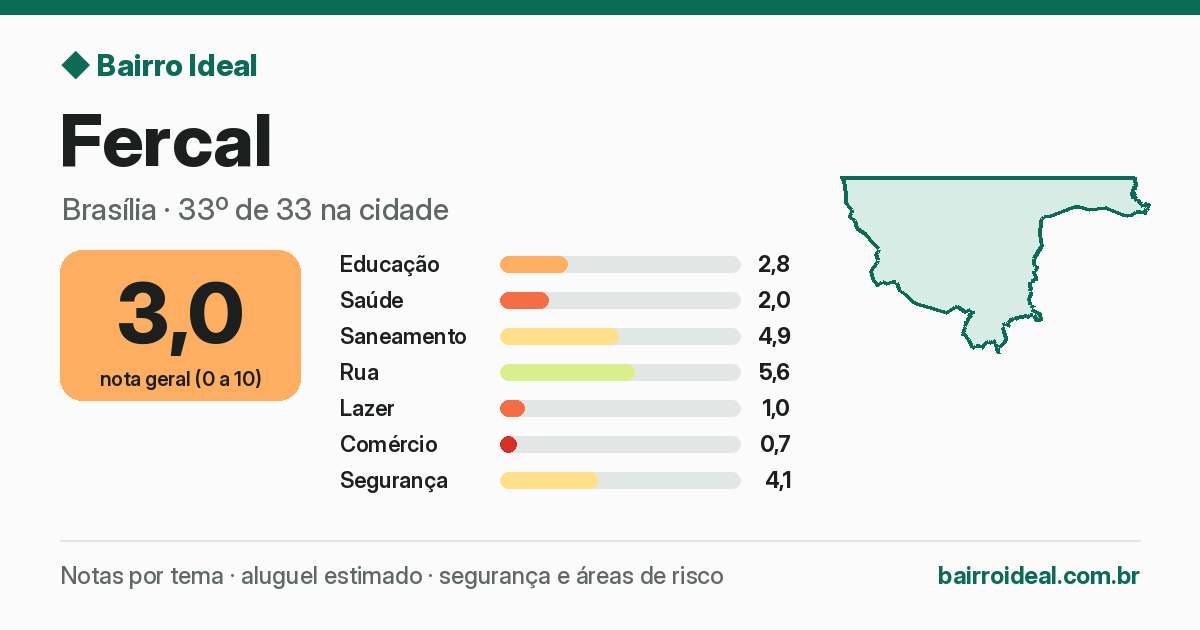 Bairro Ideal
Fercal
Brasília · 33º de 33 na cidade
3,0
nota geral (0 a 10)
Educação 2,8
Saúde 2,0
Saneamento 4,9
Rua 5,6
Lazer 1,0
Comércio 0,7
Segurança 4,1
Notas por tema · aluguel estimado · segurança e áreas de risco
bairroideal.com.br